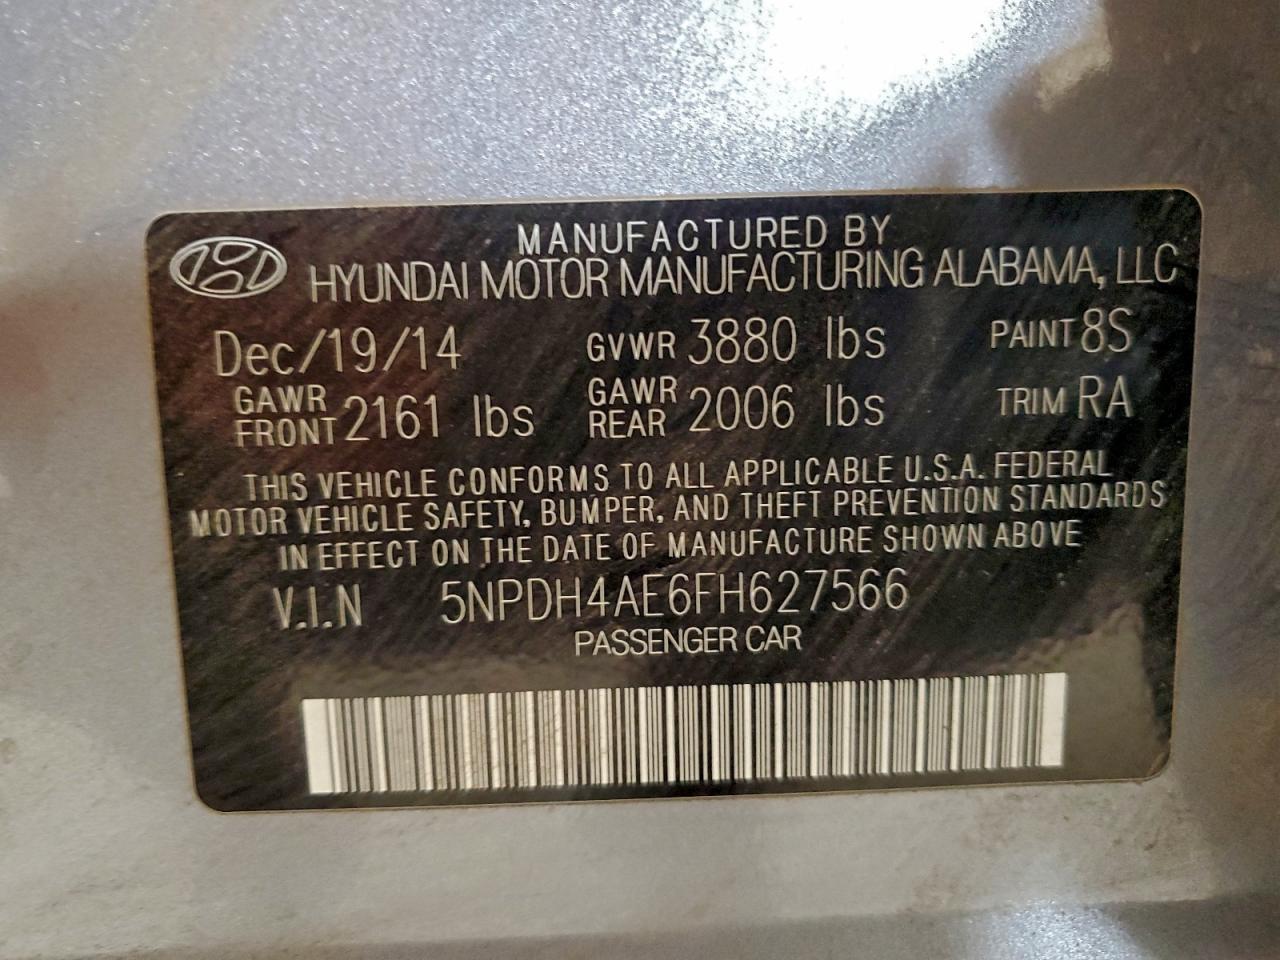 MANUFACTURED BY
HYUNDAI MOTOR MANUFACTURING ALABAMA, LLC
Dec/19/14 GVWR 3880 lbs PAINT 8S
GAWR FRONT 2161 lbs GAWR REAR 2006 lbs TRIM RA
THIS VEHICLE CONFORMS TO ALL APPLICABLE U.S.A. FEDERAL
MOTOR VEHICLE SAFETY, BUMPER, AND THEFT PREVENTION STANDARDS
IN EFFECT ON THE DATE OF MANUFACTURE SHOWN ABOVE
V.I.N 5NPDH4AE6FH627566
PASSENGER CAR